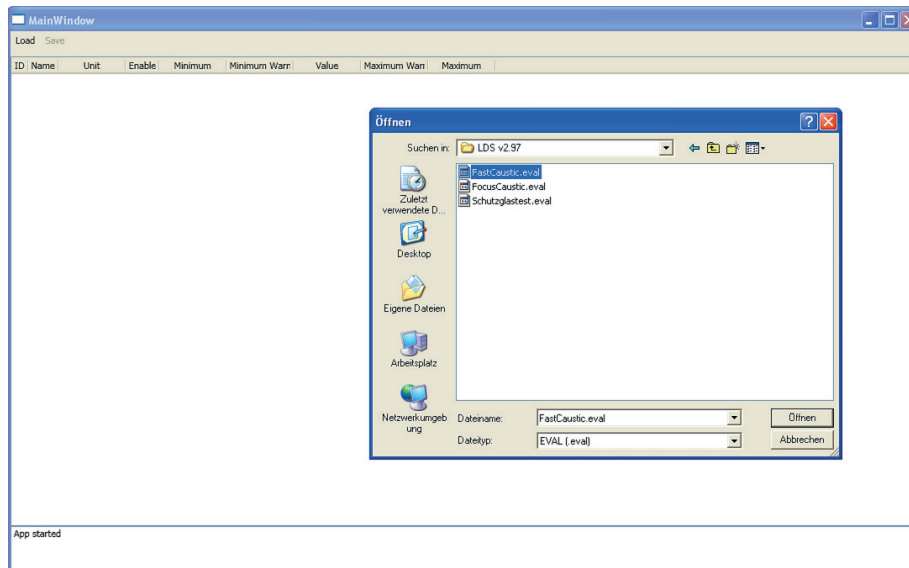 MainWindow
Load Save
ID Name Unit Enable Minimum Minimum Warr Value Maximum Warr Maximum
Öffnen
Suchen in: LDS v2.97
FastCaustic.eval
FocusCaustic.eval
Schutzglastest.eval
Zuletzt
verwendete D...
Desktop
Eigene Dateien
Arbeitsplatz
Netzwerkumgeb
ung
Dateiname: FastCaustic.eval Öffnen
Dateityp: EVAL (.eval) Abbrechen
App started